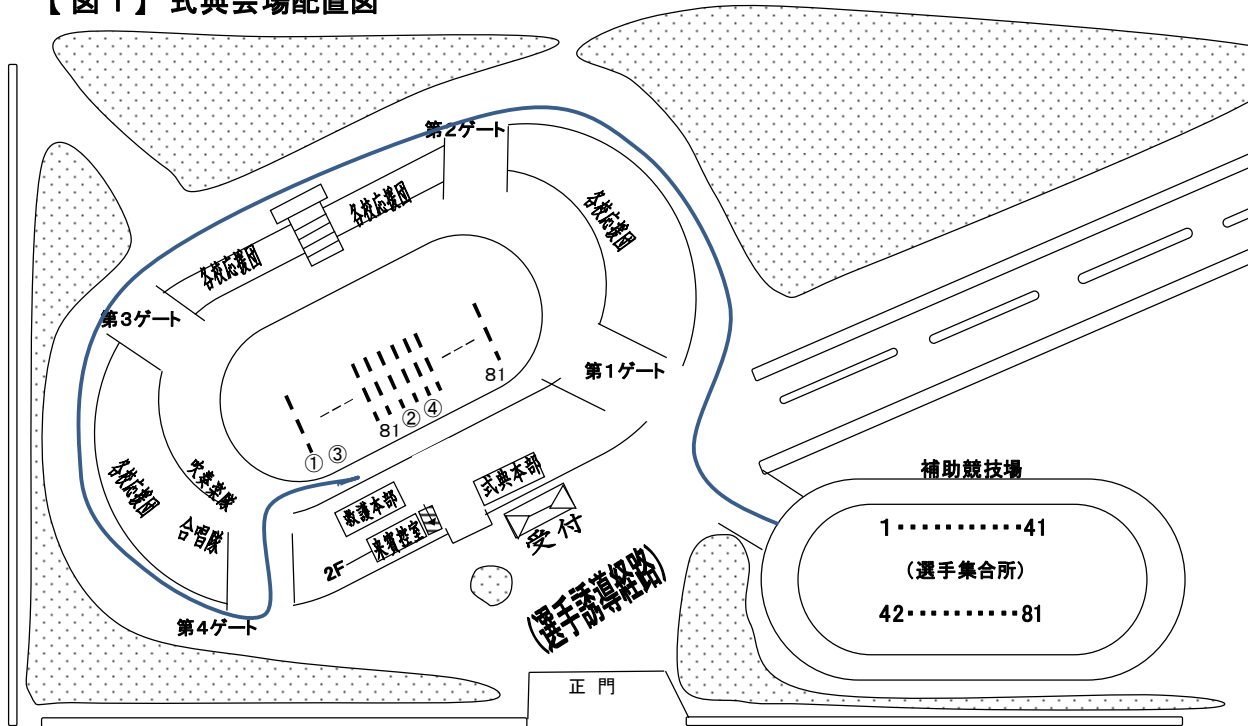 【図１】 式典会場配置図
第２ゲート
各校応援団
各校応援団
各校応援団
第３ゲート
第１ゲート
81
81
②
④
①
③
補助競技場
1・・・・・・・・・・41
（選手集合所）
42・・・・・・・・・・81
各校応援団
吹奏楽隊
合唱隊
救護本部
式典本部
来賓控室
受付
2F
(選手誘導経路)
第４ゲート
正 門